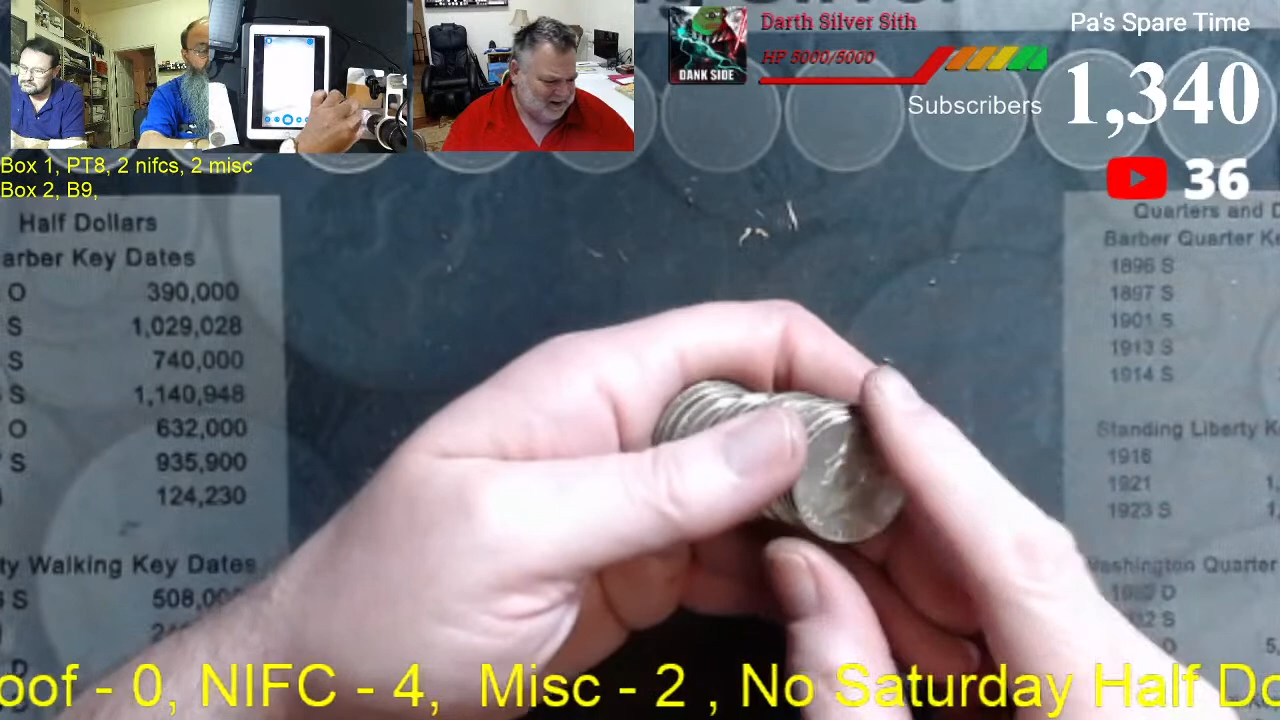 Darth Silver Sith
HP 5000/5000
DANK SIDE
Pa's Spare Time
Subscribers 1,340
36
Box 1, PT8, 2 nifcs, 2 misc
Box 2, B9,
Half Dollars
arber Key Dates
O 390,000
S 1,029,028
S 740,000
S 1,140,948
O 632,000
S 935,900
124,230
ty Walking Key Dates
S 508,00
Quarters and D
Barber Quarter Ke
1896 S
1897 S
1901 S
1913 S
1914 S
Standing Liberty K
1916
1921 1,
1923 S 1,
Washington Quarter
D
S
O 5,
oof - 0, NIFC - 4, Misc - 2 , No Saturday Half Do